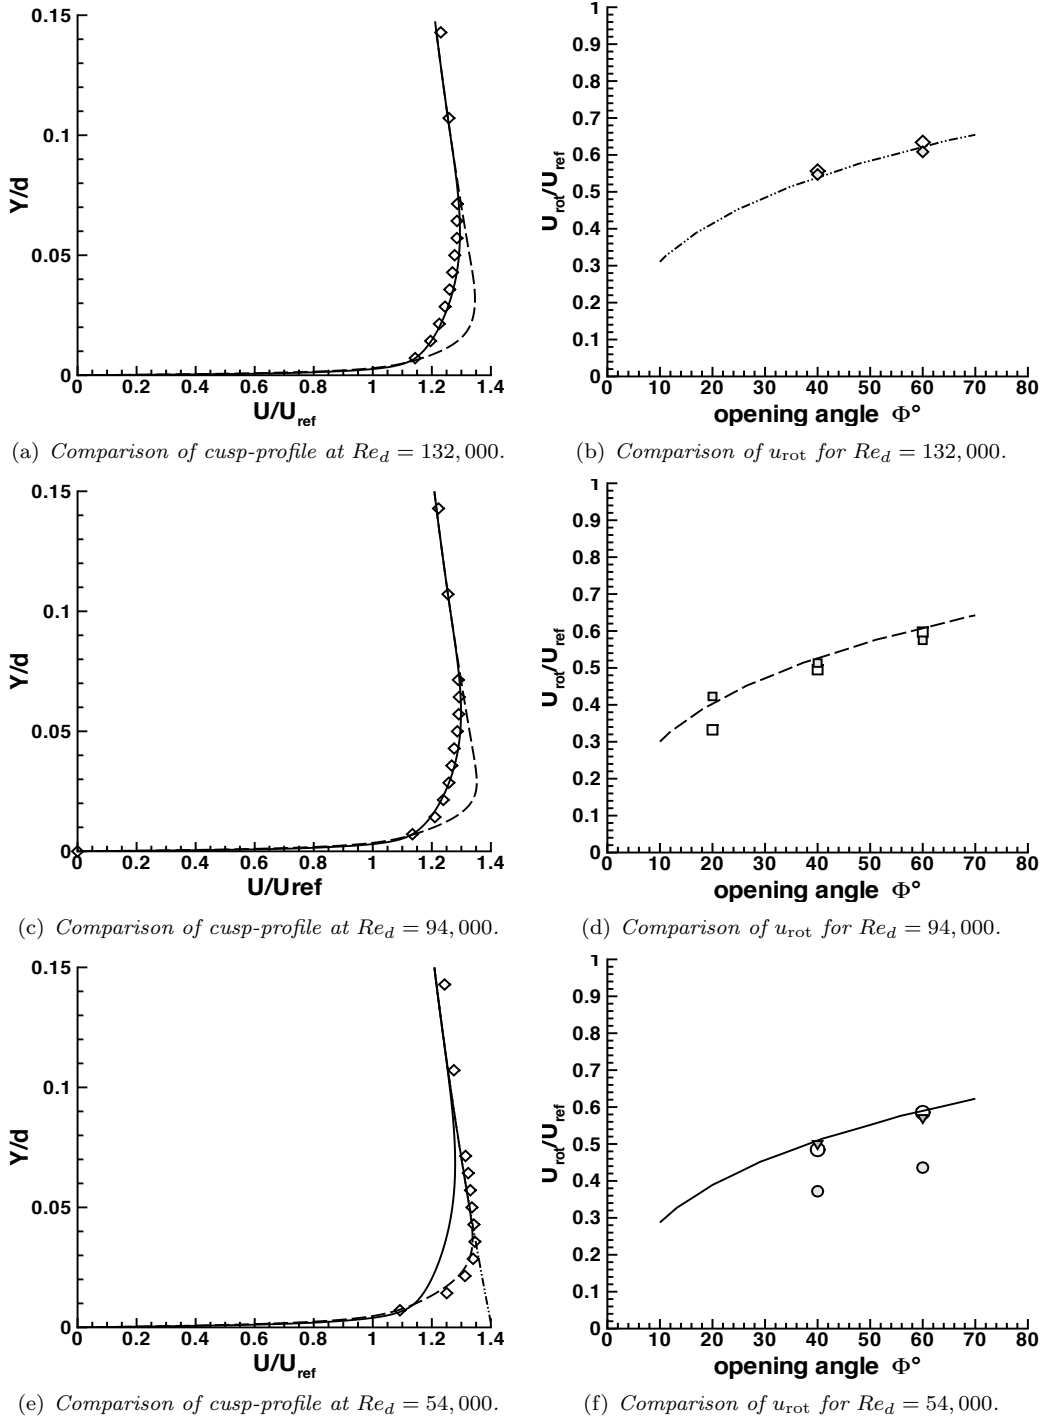 0.15
0.1
0.05
0
Y/d
0 0.2 0.4 0.6 0.8 1 1.2 1.4
U/U_ref
(a) Comparison of cusp-profile at Re_d = 132,000.
1
0.9
0.8
0.7
0.6
0.5
0.4
0.3
0.2
0.1
0
U_rot/U_ref
0 10 20 30 40 50 60 70 80
opening angle Φ°
(b) Comparison of u_rot for Re_d = 132,000.
0.15
0.1
0.05
0
Y/d
0 0.2 0.4 0.6 0.8 1 1.2 1.4
U/Uref
(c) Comparison of cusp-profile at Re_d = 94,000.
1
0.9
0.8
0.7
0.6
0.5
0.4
0.3
0.2
0.1
0
U_rot/U_ref
0 10 20 30 40 50 60 70 80
opening angle Φ°
(d) Comparison of u_rot for Re_d = 94,000.
0.15
0.1
0.05
0
Y/d
0 0.2 0.4 0.6 0.8 1 1.2 1.4
U/U_ref
(e) Comparison of cusp-profile at Re_d = 54,000.
1
0.9
0.8
0.7
0.6
0.5
0.4
0.3
0.2
0.1
0
U_rot/U_ref
0 10 20 30 40 50 60 70 80
opening angle Φ°
(f) Comparison of u_rot for Re_d = 54,000.